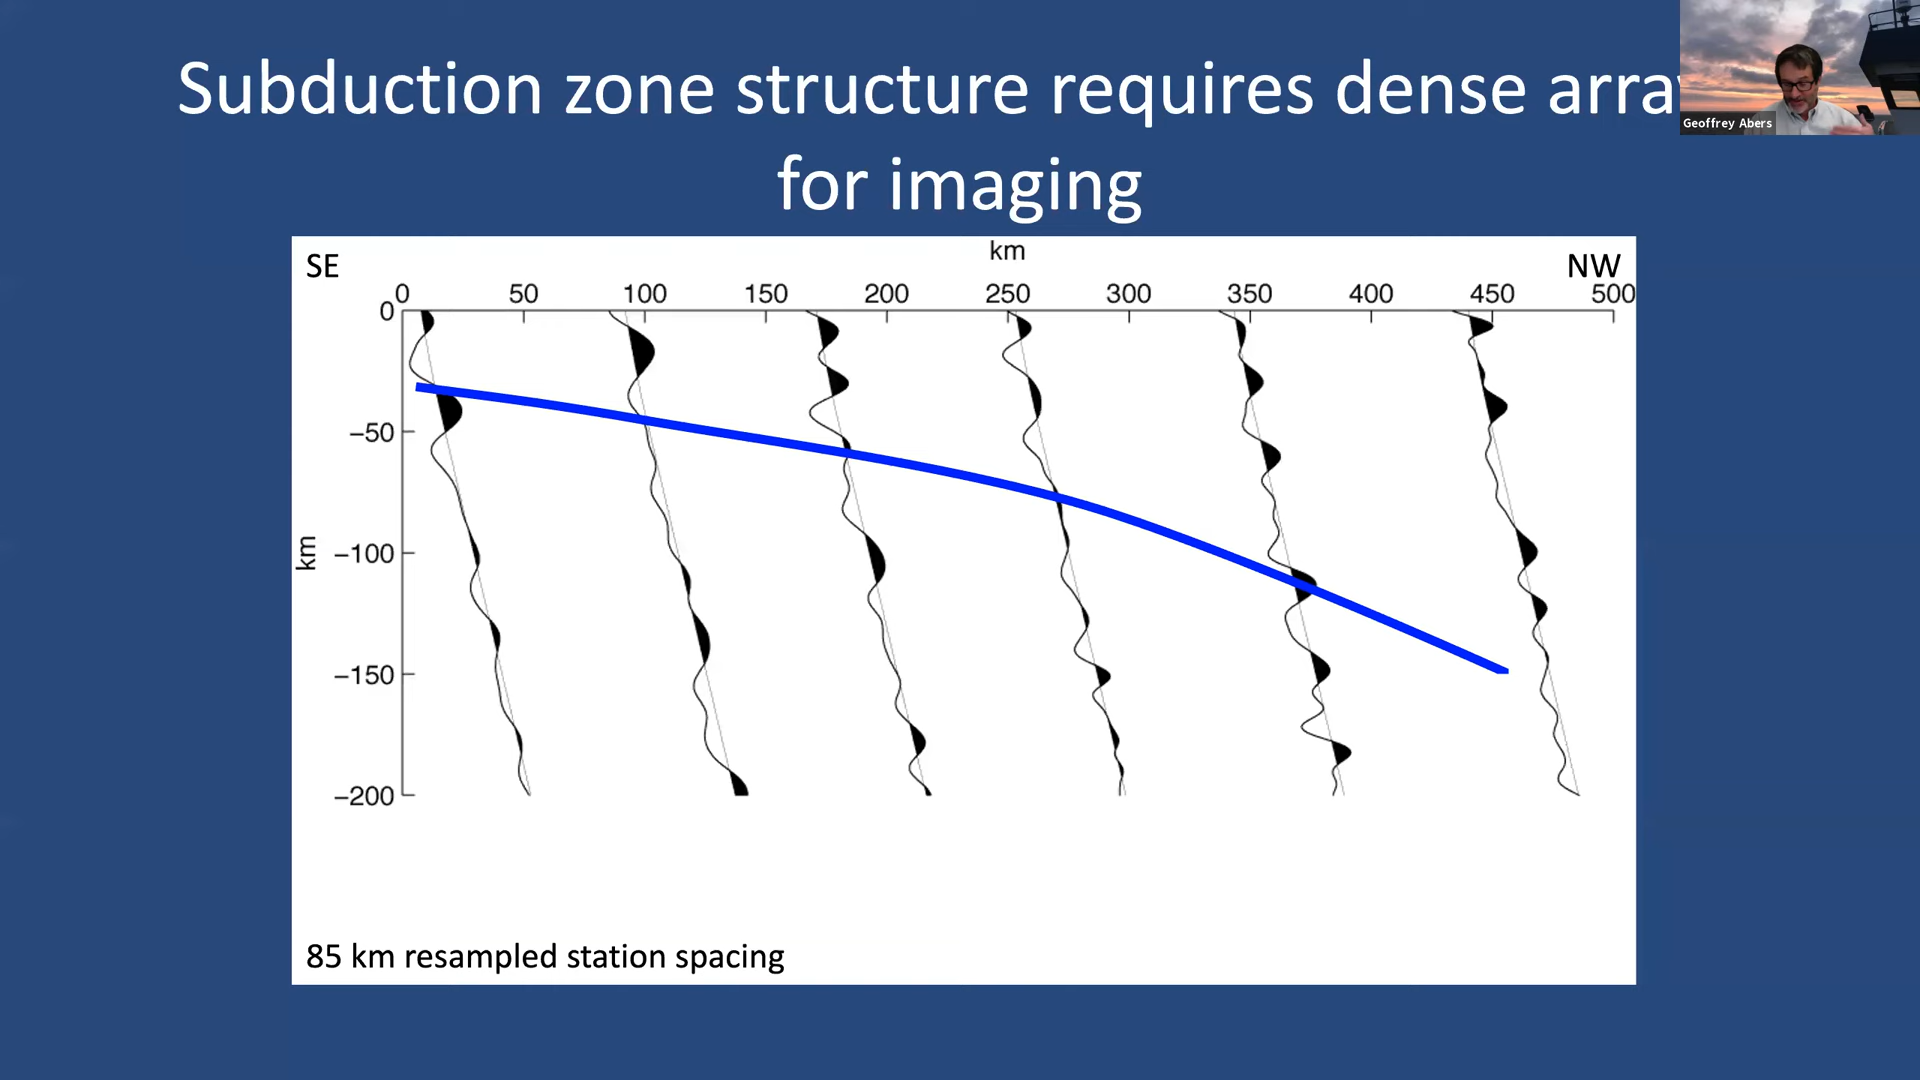 Subduction zone structure requires dense arra
for imaging
Geoffrey Abers
km
SE
NW
0 50 100 150 200 250 300 350 400 450 500
0
−50
−100
−150
−200
km
85 km resampled station spacing